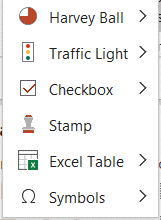 Harvey Ball
Traffic Light
Checkbox
Stamp
Excel Table
Ω Symbols